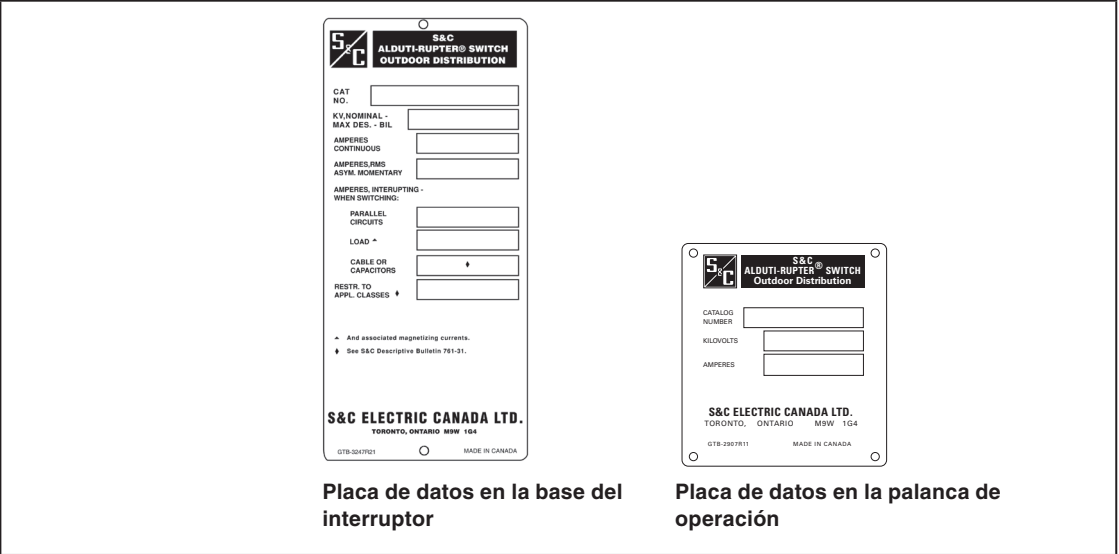 S&C
S&C
ALDUTI-RUPTER® SWITCH
OUTDOOR DISTRIBUTION
CAT
NO.
KV,NOMINAL -
MAX DES. - BIL
AMPERES
CONTINUOUS
AMPERES,RMS
ASYM. MOMENTARY
AMPERES, INTERUPTING -
WHEN SWITCHING:
PARALLEL
CIRCUITS
LOAD
CABLE OR
CAPACITORS ♦
RESTR. TO
APPL. CLASSES ♦
And associated magnetizing currents.
♦ See S&C Descriptive Bulletin 761-31.
S&C ELECTRIC CANADA LTD.
TORONTO, ONTARIO M9W 1G4
GTB-3247R21 MADE IN CANADA
Placa de datos en la base del
interruptor
S&C
S&C
ALDUTI-RUPTER® SWITCH
Outdoor Distribution
CATALOG
NUMBER
KILOVOLTS
AMPERES
S&C ELECTRIC CANADA LTD.
TORONTO, ONTARIO M9W 1G4
GTB-2907R11 MADE IN CANADA
Placa de datos en la palanca de
operación